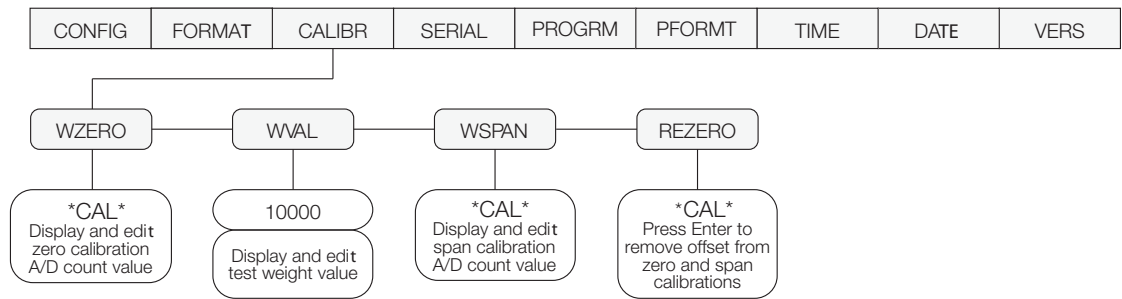 CONFIG FORMAT CALIBR SERIAL PROGRM PFORMT TIME DATE VERS
WZERO WVAL WSPAN REZERO
*CAL*
Display and edit
zero calibration
A/D count value
10000
Display and edit
test weight value
*CAL*
Display and edit
span calibration
A/D count value
*CAL*
Press Enter to
remove offset from
zero and span
calibrations